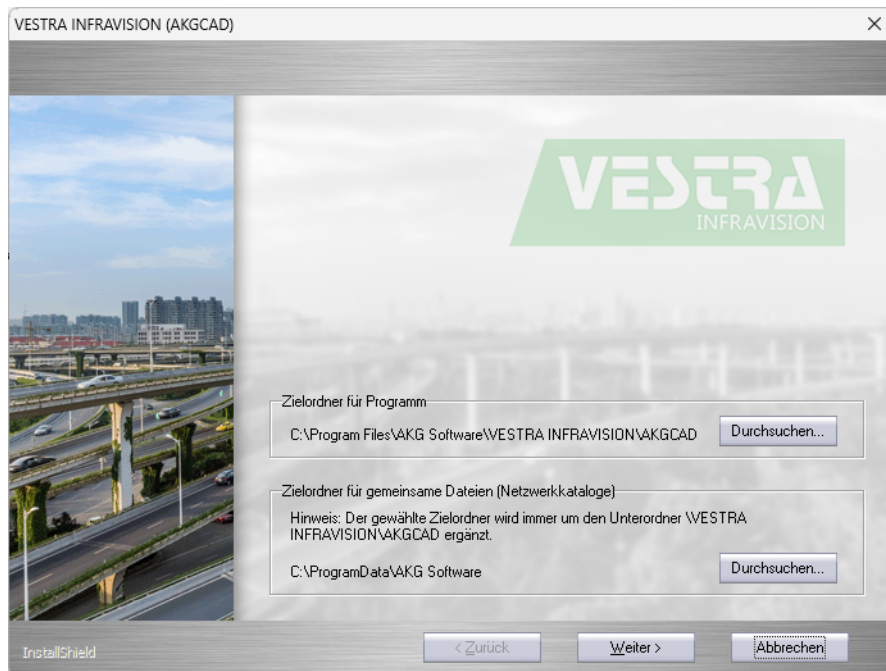 VESTRA INFRAVISION (AKGCAD)
VESTRA
INFRAVISION
Zielordner für Programm
C:\Program Files\AKG Software\VESTRA INFRAVISION\AKGCAD
Durchsuchen...
Zielordner für gemeinsame Dateien (Netzwerkkataloge)
Hinweis: Der gewählte Zielordner wird immer um den Unterordner \VESTRA
INFRAVISION\AKGCAD ergänzt.
C:\ProgramData\AKG Software
Durchsuchen...
InstallShield
< Zurück
Weiter >
Abbrechen